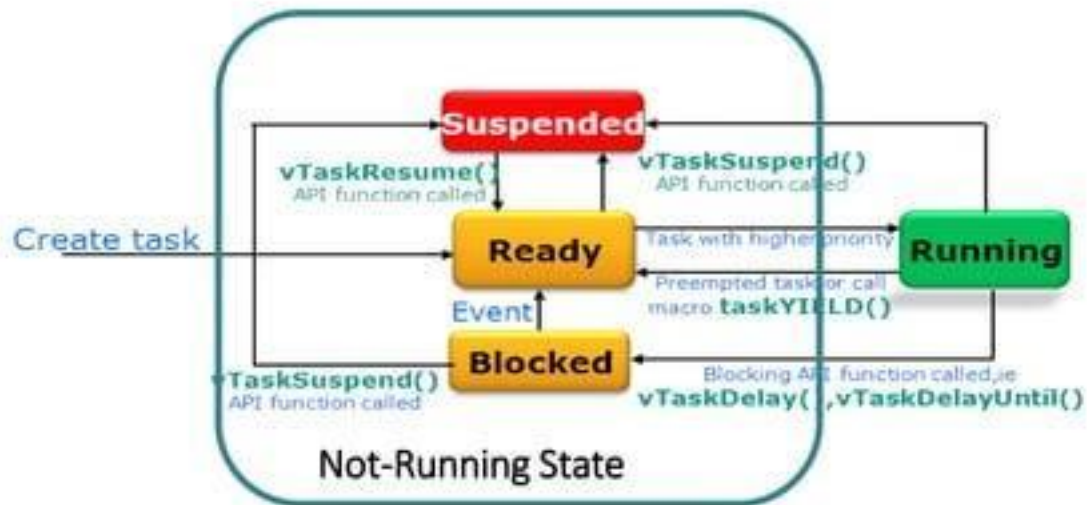 Suspended
vTaskResume()
API function called
vTaskSuspend()
API function called
Create task
Ready
Task with higher priority
Running
Preempted task or call
macro taskYIELD()
Event
Blocked
vTaskSuspend()
API function called
Blocking API function called,ie
vTaskDelay(),vTaskDelayUntil()
Not-Running State